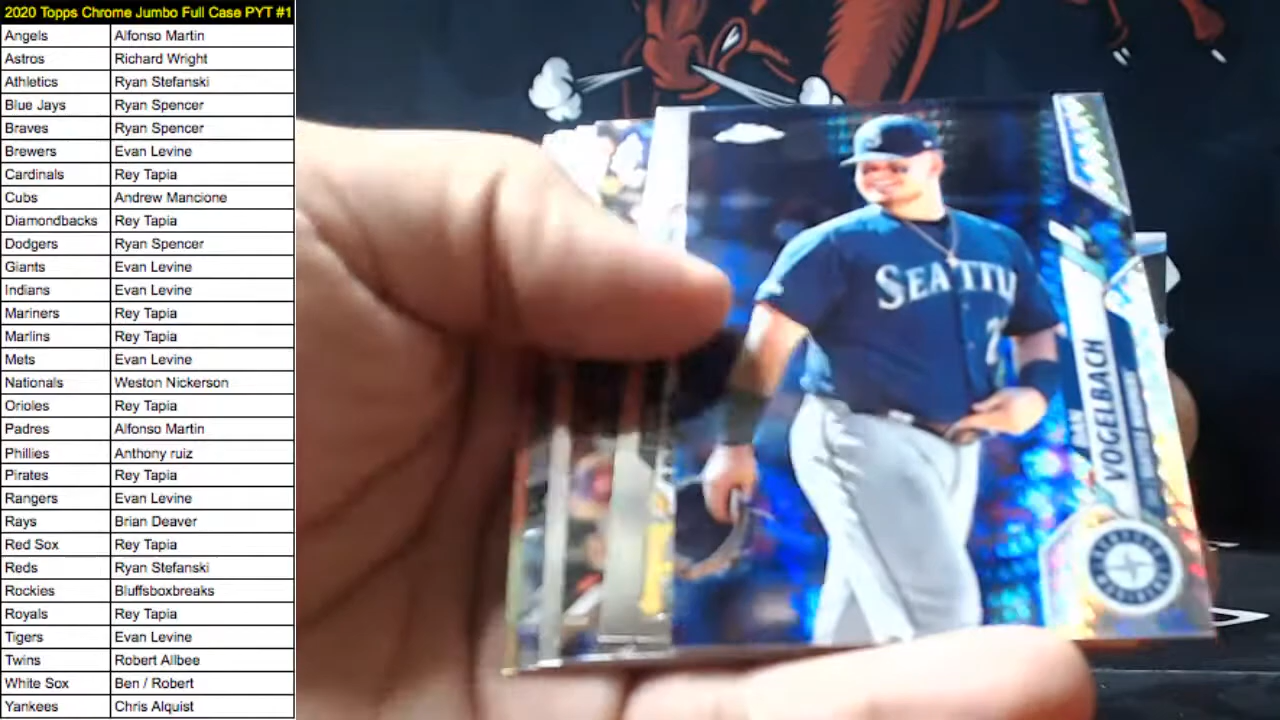 2020 Topps Chrome Jumbo Full Case PYT #1
Angels Alfonso Martin
Astros Richard Wright
Athletics Ryan Stefanski
Blue Jays Ryan Spencer
Braves Ryan Spencer
Brewers Evan Levine
Cardinals Rey Tapia
Cubs Andrew Mancione
Diamondbacks Rey Tapia
Dodgers Ryan Spencer
Giants Evan Levine
Indians Evan Levine
Mariners Rey Tapia
Marlins Rey Tapia
Mets Evan Levine
Nationals Weston Nickerson
Orioles Rey Tapia
Padres Alfonso Martin
Phillies Anthony ruiz
Pirates Rey Tapia
Rangers Evan Levine
Rays Brian Deaver
Red Sox Rey Tapia
Reds Ryan Stefanski
Rockies Bluffsboxbreaks
Royals Rey Tapia
Tigers Evan Levine
Twins Robert Allbee
White Sox Ben / Robert
Yankees Chris Alquist
SEATTLE
VOGELBACH